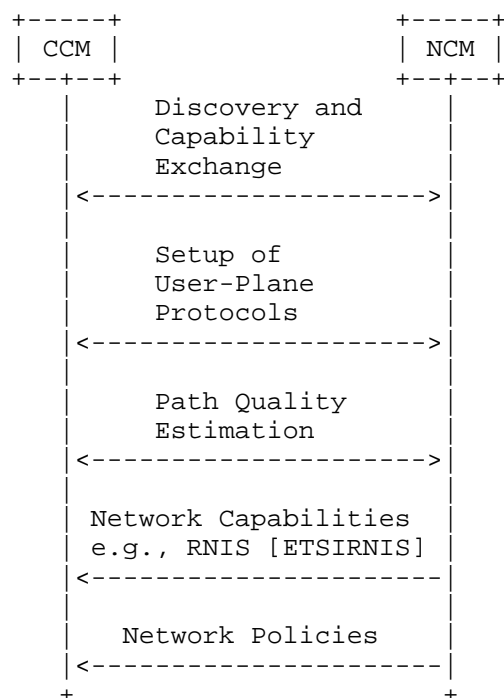 CCM NCM
Discovery and
Capability
Exchange
Setup of
User-Plane
Protocols
Path Quality
Estimation
Network Capabilities
e.g., RNIS [ETSIRNIS]
Network Policies